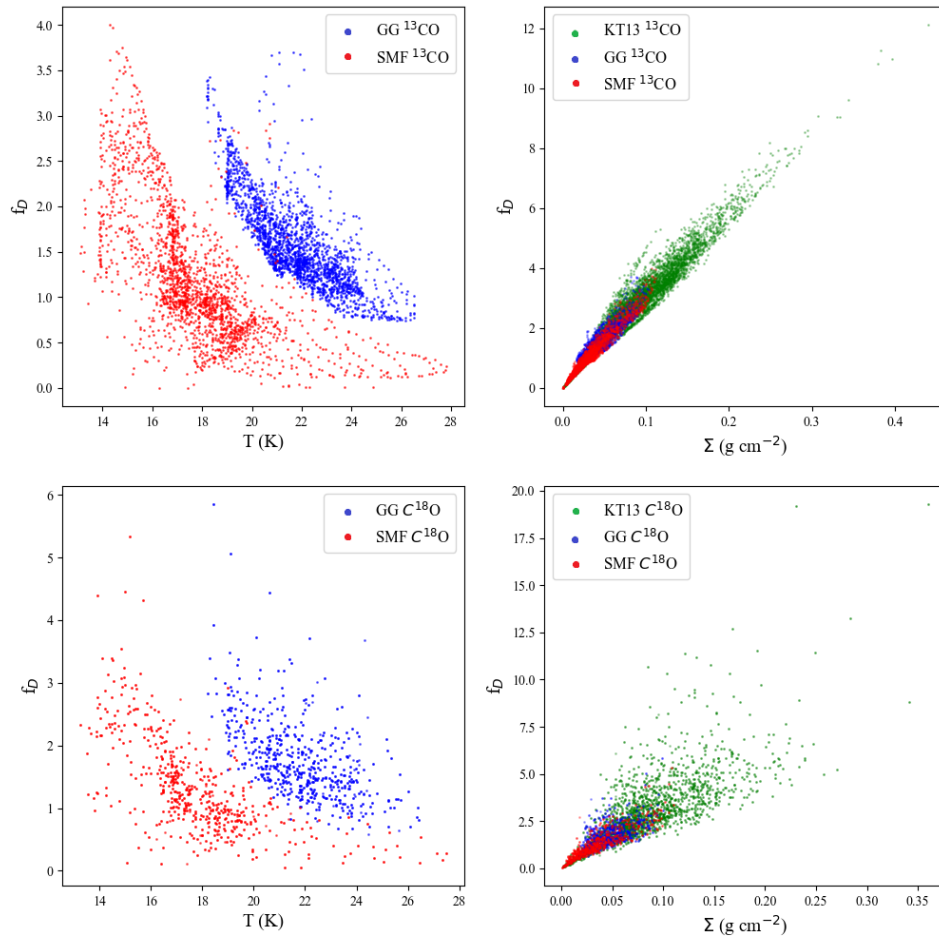 GG ¹³CO
SMF ¹³CO
4.0
3.5
3.0
2.5
2.0
1.5
1.0
0.5
0.0
f_D
14 16 18 20 22 24 26 28
T (K)
KT13 ¹³CO
GG ¹³CO
SMF ¹³CO
12
10
8
6
4
2
0
f_D
0.0 0.1 0.2 0.3 0.4
Σ (g cm⁻²)
GG C¹⁸O
SMF C¹⁸O
6
5
4
3
2
1
0
f_D
14 16 18 20 22 24 26 28
T (K)
KT13 C¹⁸O
GG C¹⁸O
SMF C¹⁸O
20.0
17.5
15.0
12.5
10.0
7.5
5.0
2.5
0.0
f_D
0.00 0.05 0.10 0.15 0.20 0.25 0.30 0.35
Σ (g cm⁻²)